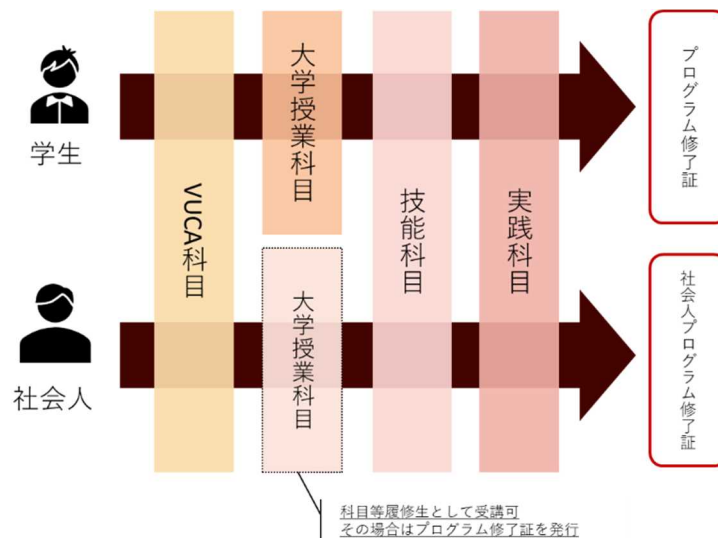 学生
社会人
VUCA科目
大学授業科目
大学授業科目
技能科目
実践科目
プログラム修了証
社会人プログラム修了証
科目等履修生として受講可
その場合はプログラム修了証を発行